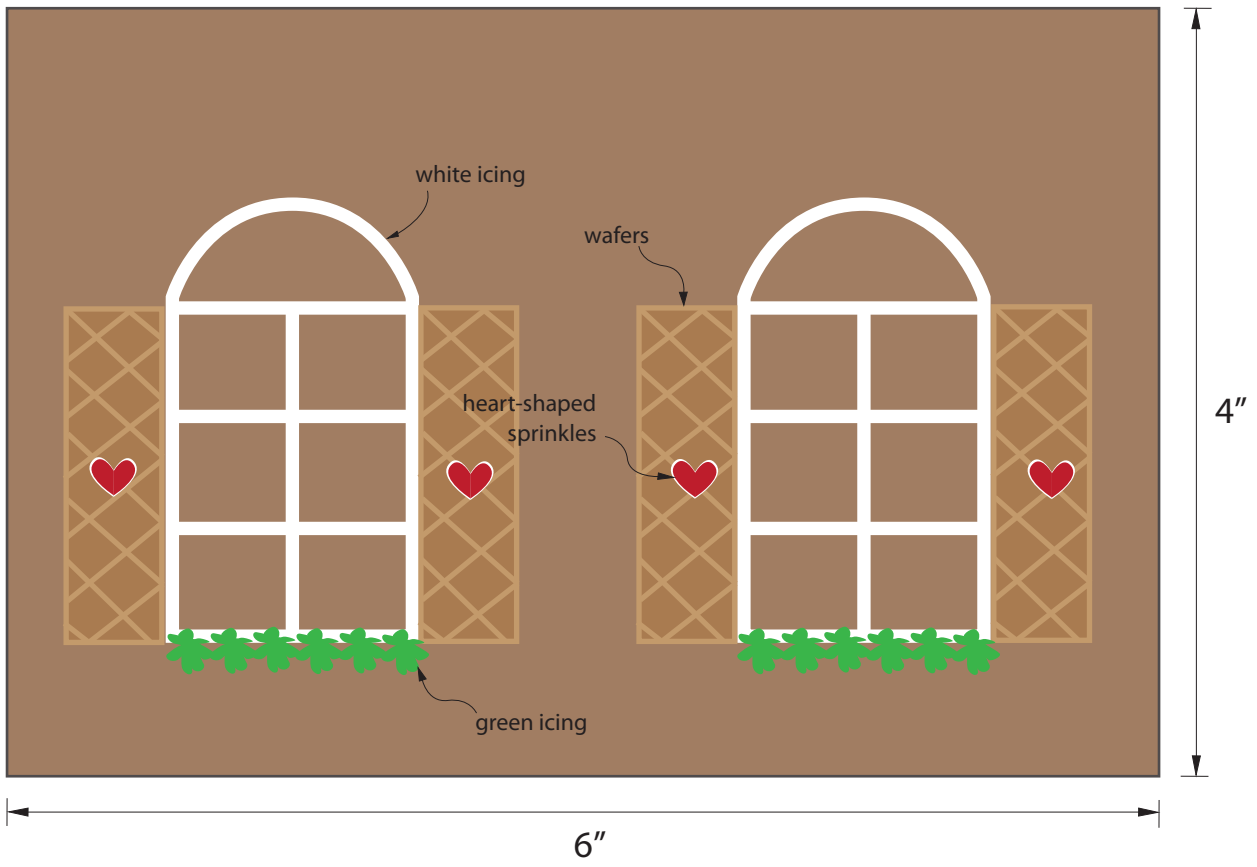 white icing
wafers
heart-shaped
sprinkles
4”
green icing
6”